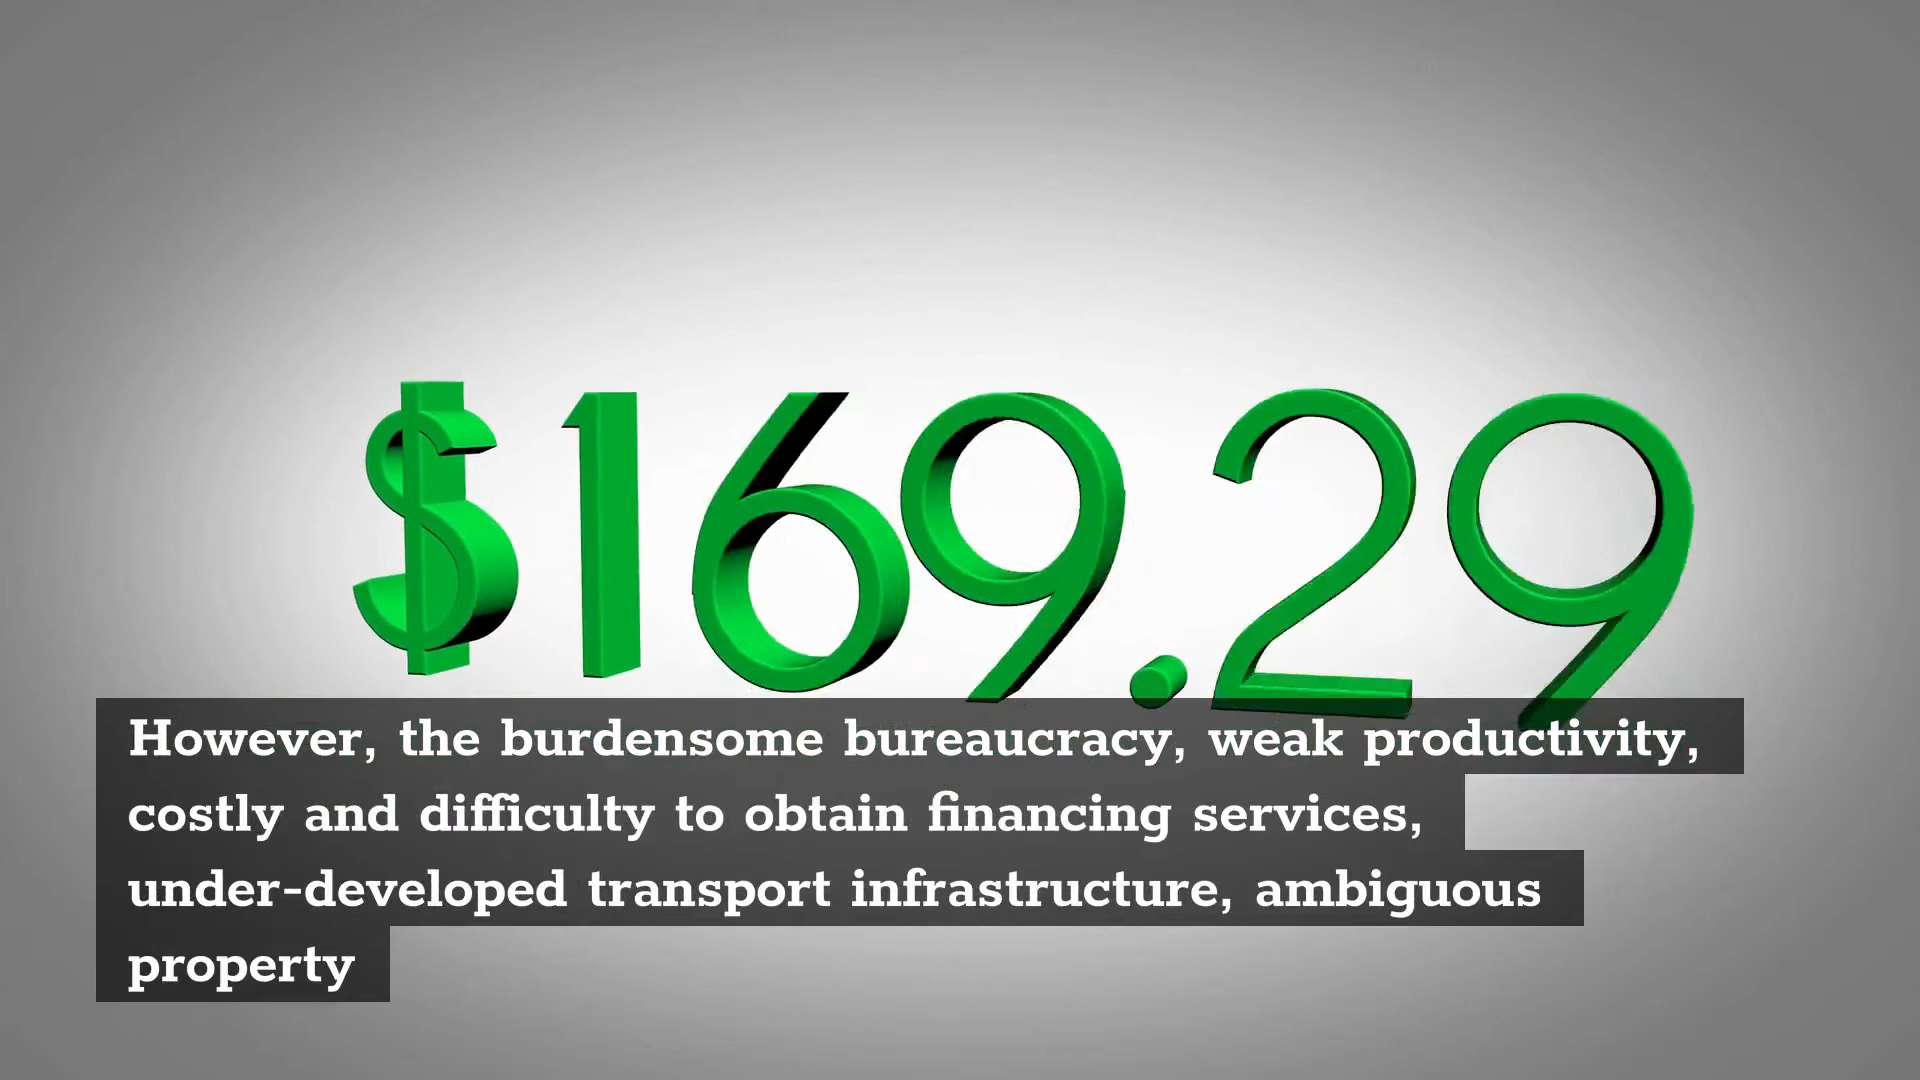 $169.29
However, the burdensome bureaucracy, weak productivity,
costly and difficulty to obtain financing services,
under-developed transport infrastructure, ambiguous
property